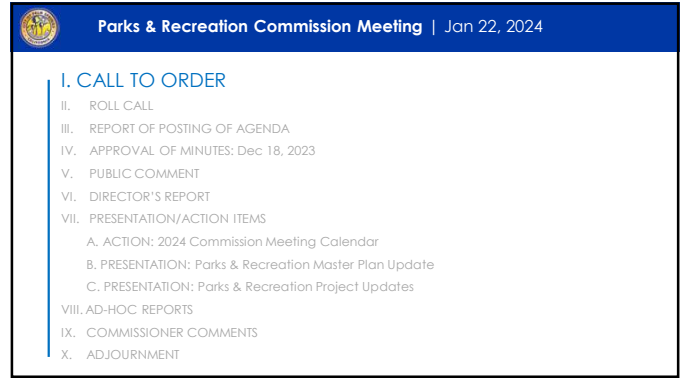 Parks & Recreation Commission Meeting | Jan 22, 2024
I. CALL TO ORDER
II. ROLL CALL
III. REPORT OF POSTING OF AGENDA
IV. APPROVAL OF MINUTES: Dec 18, 2023
V. PUBLIC COMMENT
VI. DIRECTOR'S REPORT
VII. PRESENTATION/ACTION ITEMS
A. ACTION: 2024 Commission Meeting Calendar
B. PRESENTATION: Parks & Recreation Master Plan Update
C. PRESENTATION: Parks & Recreation Project Updates
VIII. AD-HOC REPORTS
IX. COMMISSIONER COMMENTS
X. ADJOURNMENT